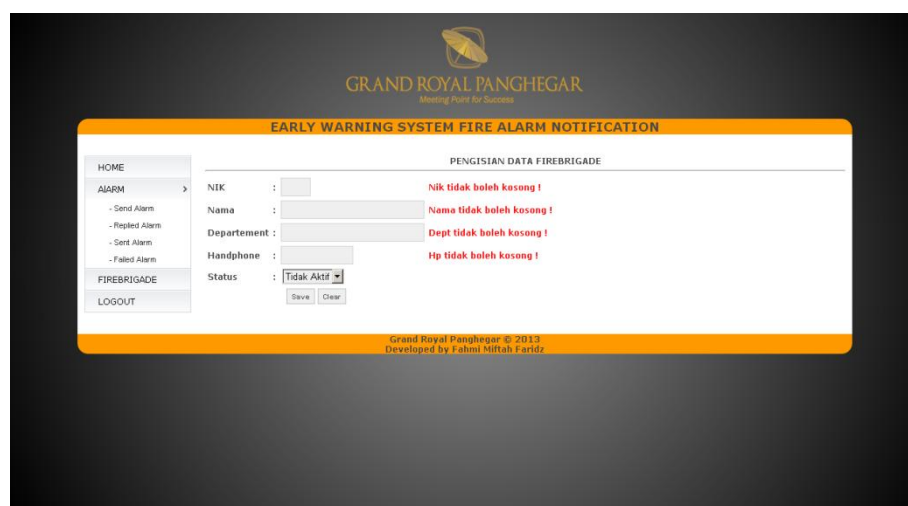 GRAND ROYAL PANGHEGAR
Meeting Point for Success
EARLY WARNING SYSTEM FIRE ALARM NOTIFICATION
HOME
AlARM >
- Send Alarm
- Replied Alarm
- Sent Alarm
- Failed Alarm
FIREBRIGADE
LOGOUT
PENGISIAN DATA FIREBRIGADE
NIK : Nik tidak boleh kosong !
Nama : Nama tidak boleh kosong !
Departement : Dept tidak boleh kosong !
Handphone : Hp tidak boleh kosong !
Status : Tidak Aktif
Save Clear
Grand Royal Panghegar © 2013
Developed by Fahmi Miftah Faridz